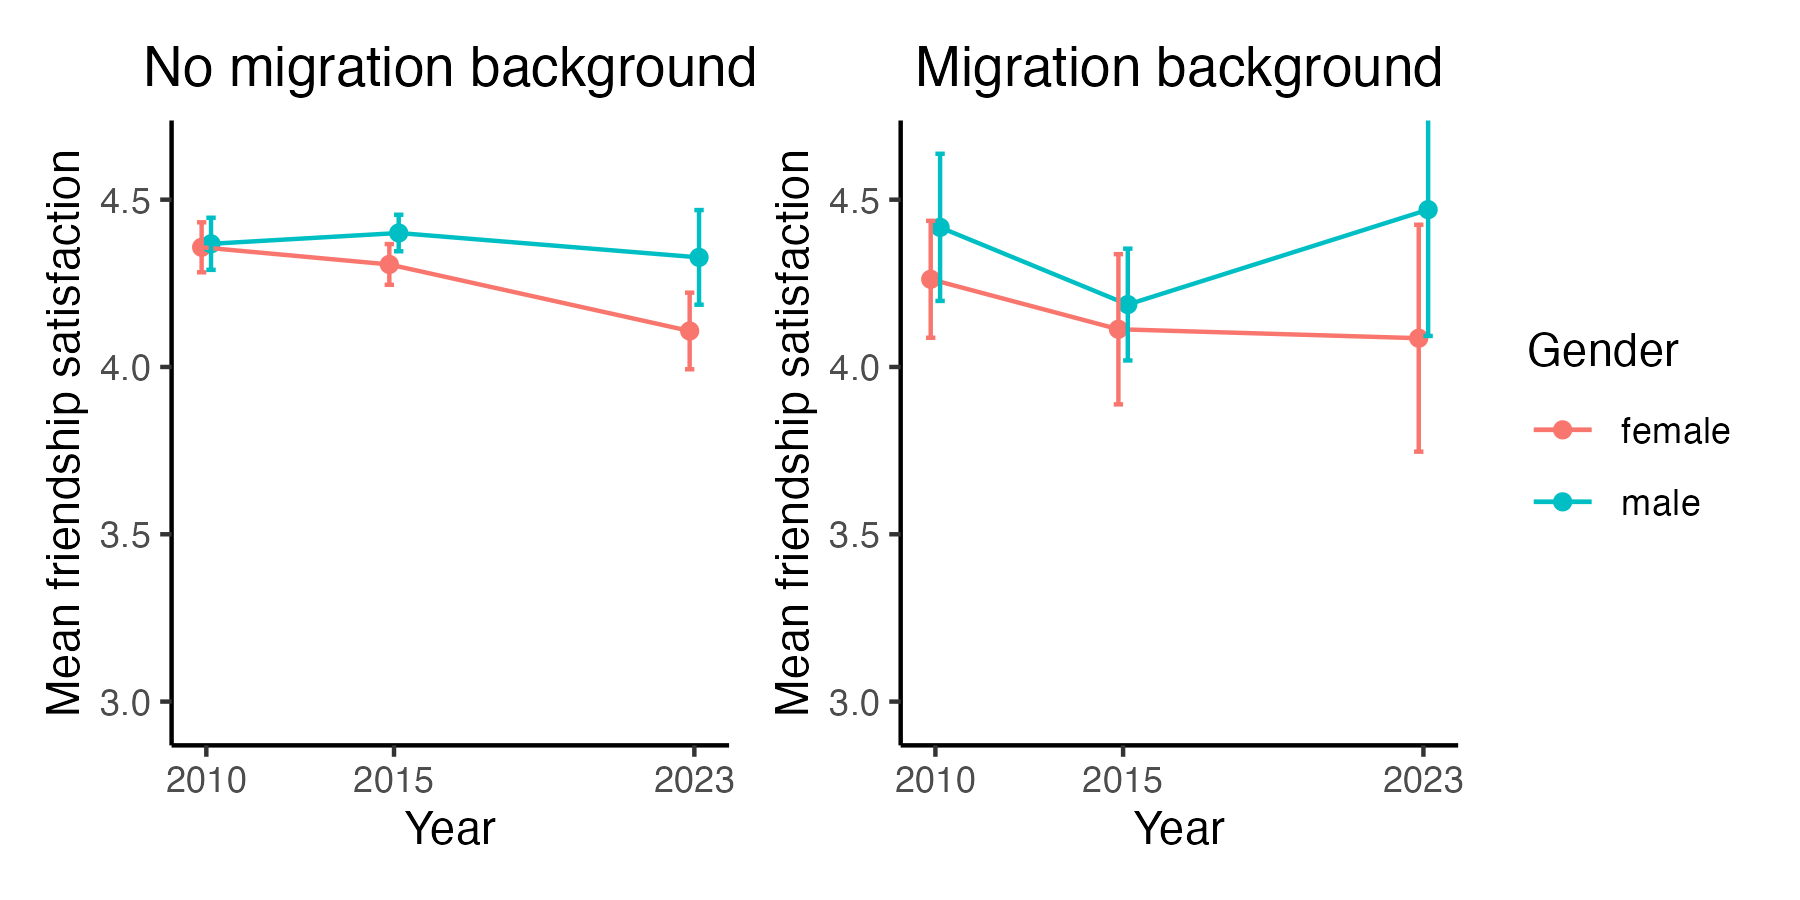 No migration background
Mean friendship satisfaction
4.5
4.0
3.5
3.0
2010 2015 2023
Year
Migration background
Mean friendship satisfaction
4.5
4.0
3.5
3.0
2010 2015 2023
Year
Gender
female
male